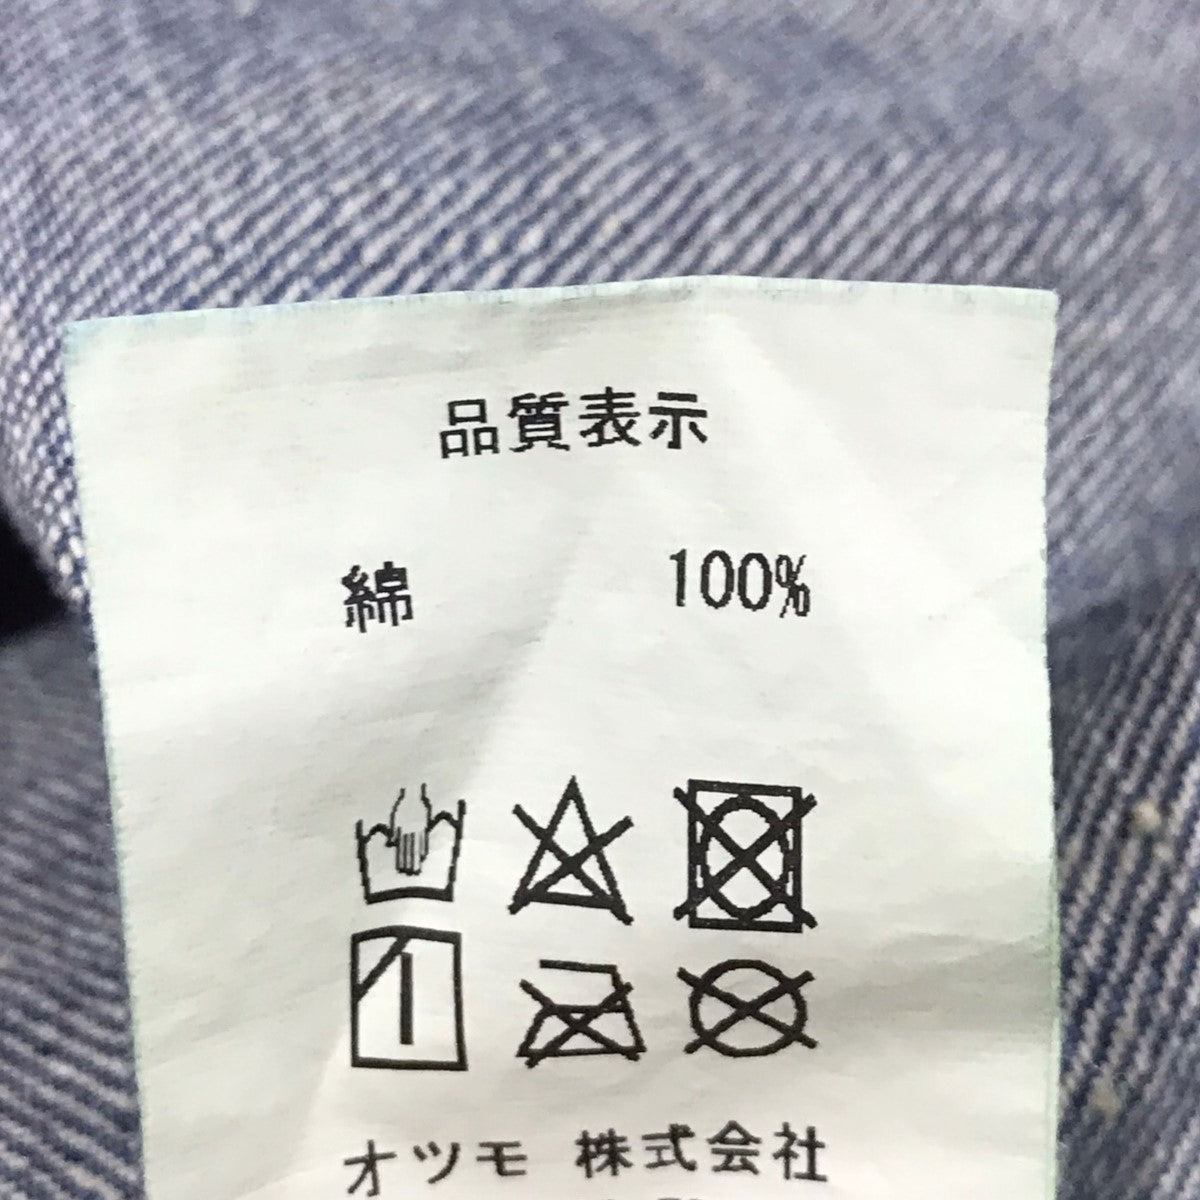 品質表示
綿 100%
オツモ 株式会社